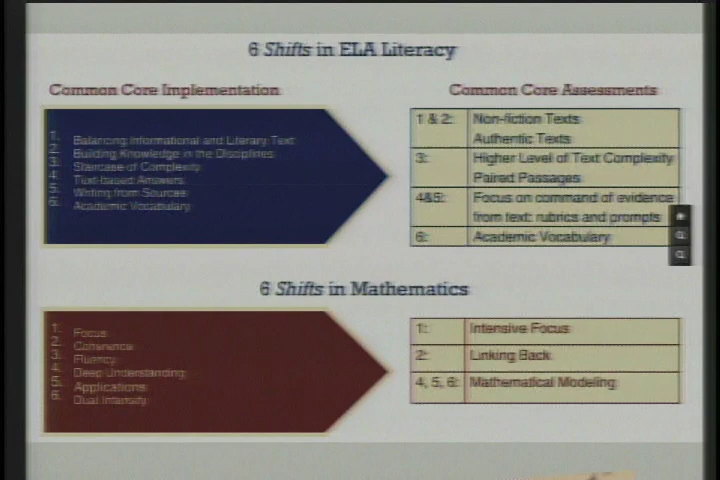 6 Shifts in ELA Literacy
Common Core Implementation
1. Balancing Informational and Literary Text
2. Building Knowledge in the Disciplines
3. Staircase of Complexity
4. Text-based Answers
5. Writing from Sources
6. Academic Vocabulary
Common Core Assessments
1 & 2: Non-fiction Texts
Authentic Texts
3: Higher Level of Text Complexity
Paired Passages
4&5: Focus on command of evidence
from text: rubrics and prompts
6: Academic Vocabulary
6 Shifts in Mathematics
1. Focus
2. Coherence
3. Fluency
4. Deep Understanding
5. Applications
6. Dual Intensity
1: Intensive Focus
2: Linking Back
4, 5, 6: Mathematical Modeling